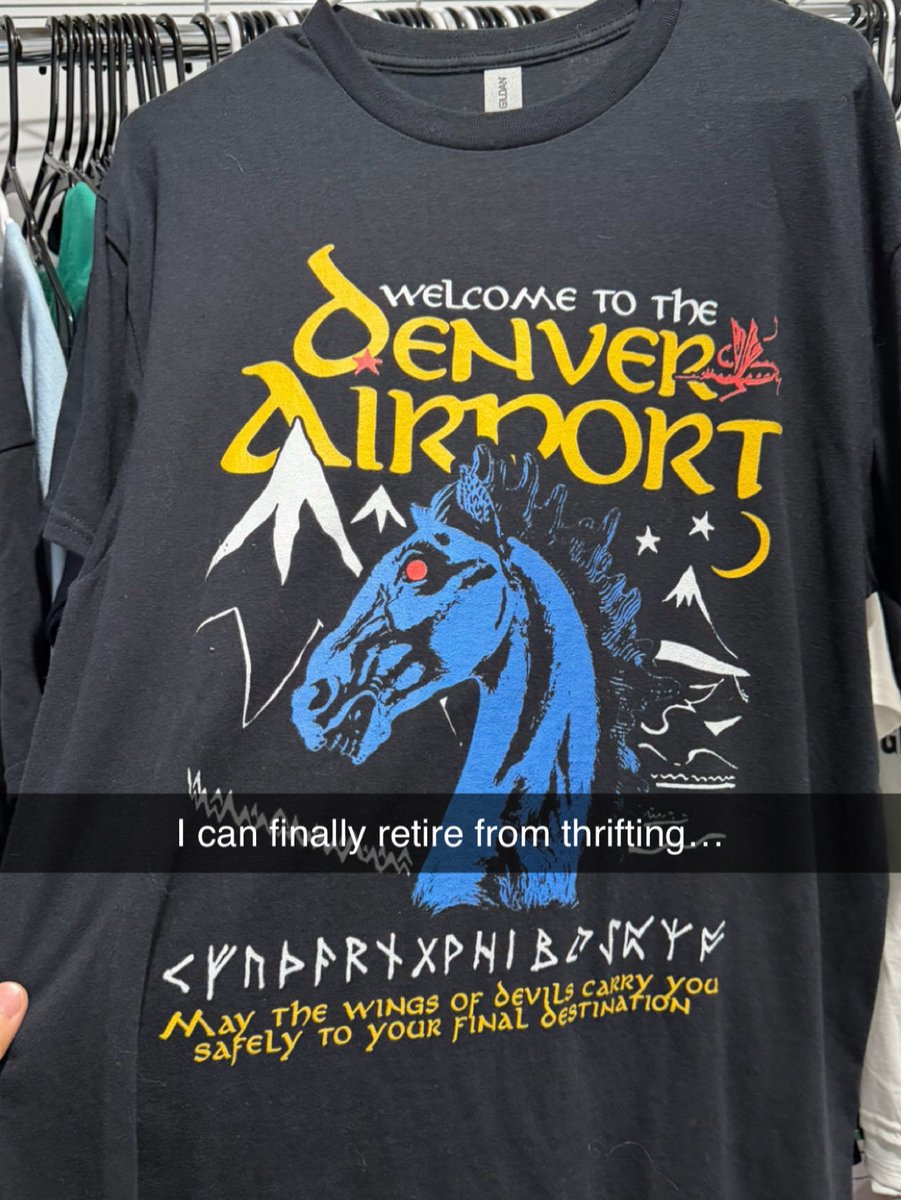 GILDAN
WELCOME TO THE
DENVER
AIRPORT
I can finally retire from thrifting...
MAY THE WINGS OF DEVILS CARRY YOU
SAFELY TO YOUR FINAL DESTINATION